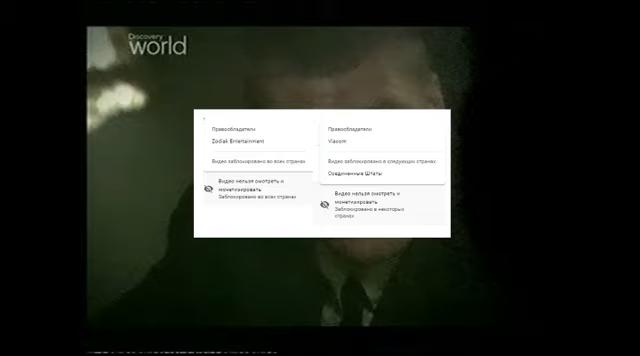 Discovery
world
Правообладатели
Zodiak Entertainment
Видео заблокировано во всех странах
Видео нельзя смотреть и
монетизировать
Заблокировано во всех странах
Правообладатели
Viacom
Видео заблокировано в следующих странах
Соединенные Штаты
Видео нельзя смотреть и
монетизировать
Заблокировано в некоторых
странах